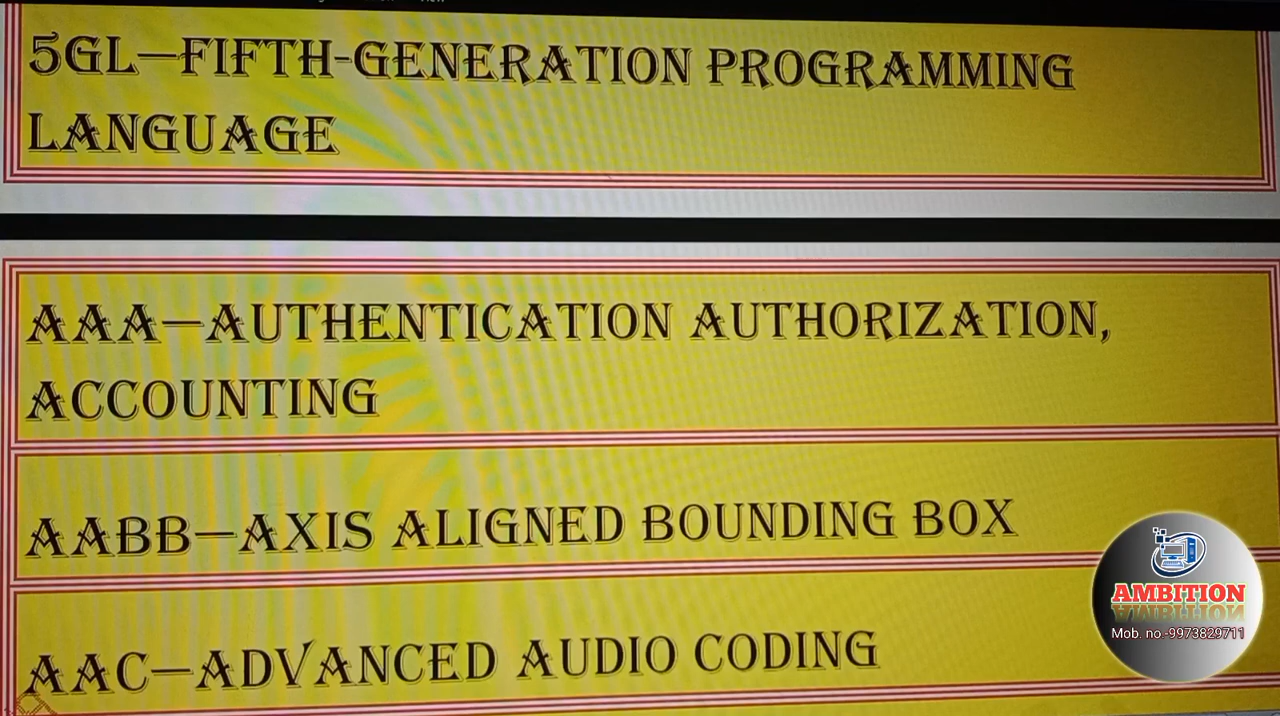 5GL—FIFTH-GENERATION PROGRAMMING
LANGUAGE
AAA—AUTHENTICATION AUTHORIZATION,
ACCOUNTING
AABB—AXIS ALIGNED BOUNDING BOX
AAC—ADVANCED AUDIO CODING
AMBITION
Mob. no.-9973829711